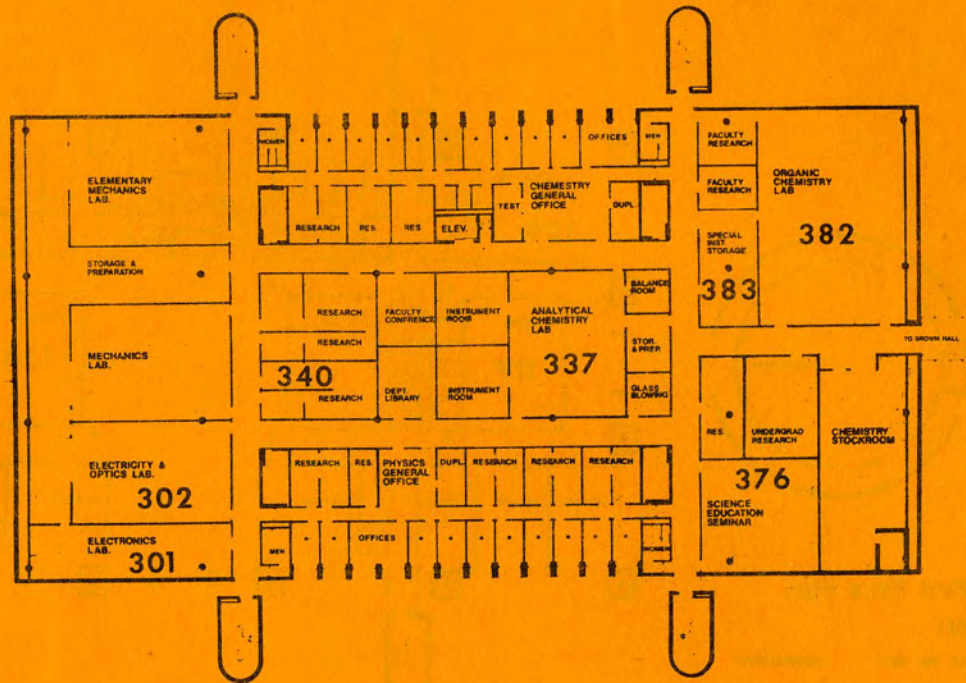 WOMEN
OFFICES
MEN
FACULTY
RESEARCH
ELEMENTARY
MECHANICS
LAB.
RESEARCH
RES.
RES
ELEV.
TEST
CHEMESTRY
GENERAL
OFFICE
DUPL.
FACULTY
RESEARCH
ORGANIC
CHEMISTRY
LAB
382
SPECIAL
INST.
STORAGE
383
STORAGE &
PREPARATION
RESEARCH
RESEARCH
340
RESEARCH
FACULTY
CONFRENCE
INSTRUMENT
ROOM
ANALYTICAL
CHEMISTRY
LAB
337
BALANCE
ROOM
STOR.
& PREP.
GLASS
BLOWING
TO BROWN HALL
MECHANICS
LAB.
DEPT.
LIBRARY
INSTRUMENT
ROOM
RES.
UNDERGRAD
RESEARCH
CHEMISTRY
STOCKROOM
ELECTRICITY &
OPTICS LAB.
302
RESEARCH
RES.
PHYSICS
GENERAL
OFFICE
DUPL.
RESEARCH
RESEARCH
RESEARCH
376
SCIENCE
EDUCATION
SEMINAR
ELECTRONICS
LAB.
301
MEN
OFFICES
WOMEN